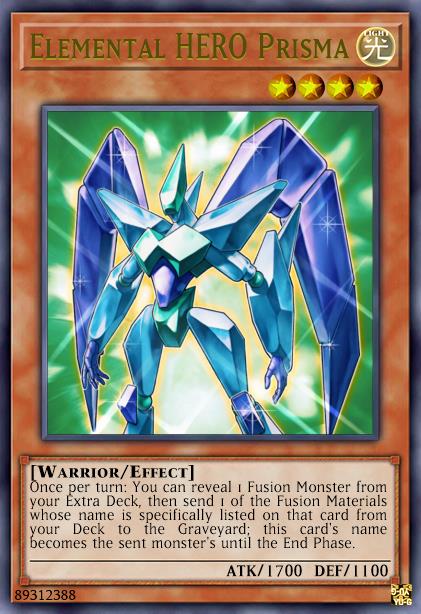 ELEMENTAL HERO PRISMA
LIGHT
光
[WARRIOR/EFFECT]
Once per turn: You can reveal 1 Fusion Monster from
your Extra Deck, then send 1 of the Fusion Materials
whose name is specifically listed on that card from
your Deck to the Graveyard; this card's name
becomes the sent monster's until the End Phase.
ATK/1700 DEF/1100
89312388